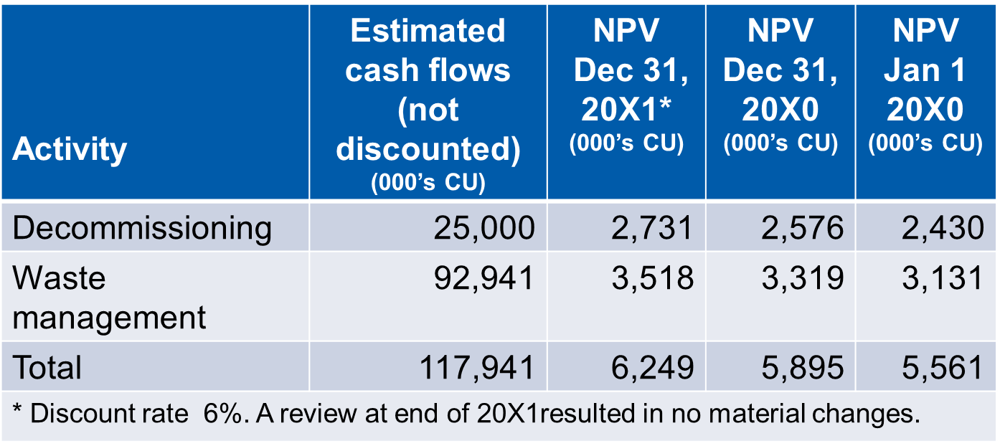 Activity
Estimated
cash flows
(not
discounted)
(000’s CU)
NPV
Dec 31,
20X1*
(000’s CU)
NPV
Dec 31,
20X0
(000’s CU)
NPV
Jan 1
20X0
(000’s CU)
Decommissioning 25,000 2,731 2,576 2,430
Waste
management 92,941 3,518 3,319 3,131
Total 117,941 6,249 5,895 5,561
* Discount rate  6%. A review at end of 20X1resulted in no material changes.